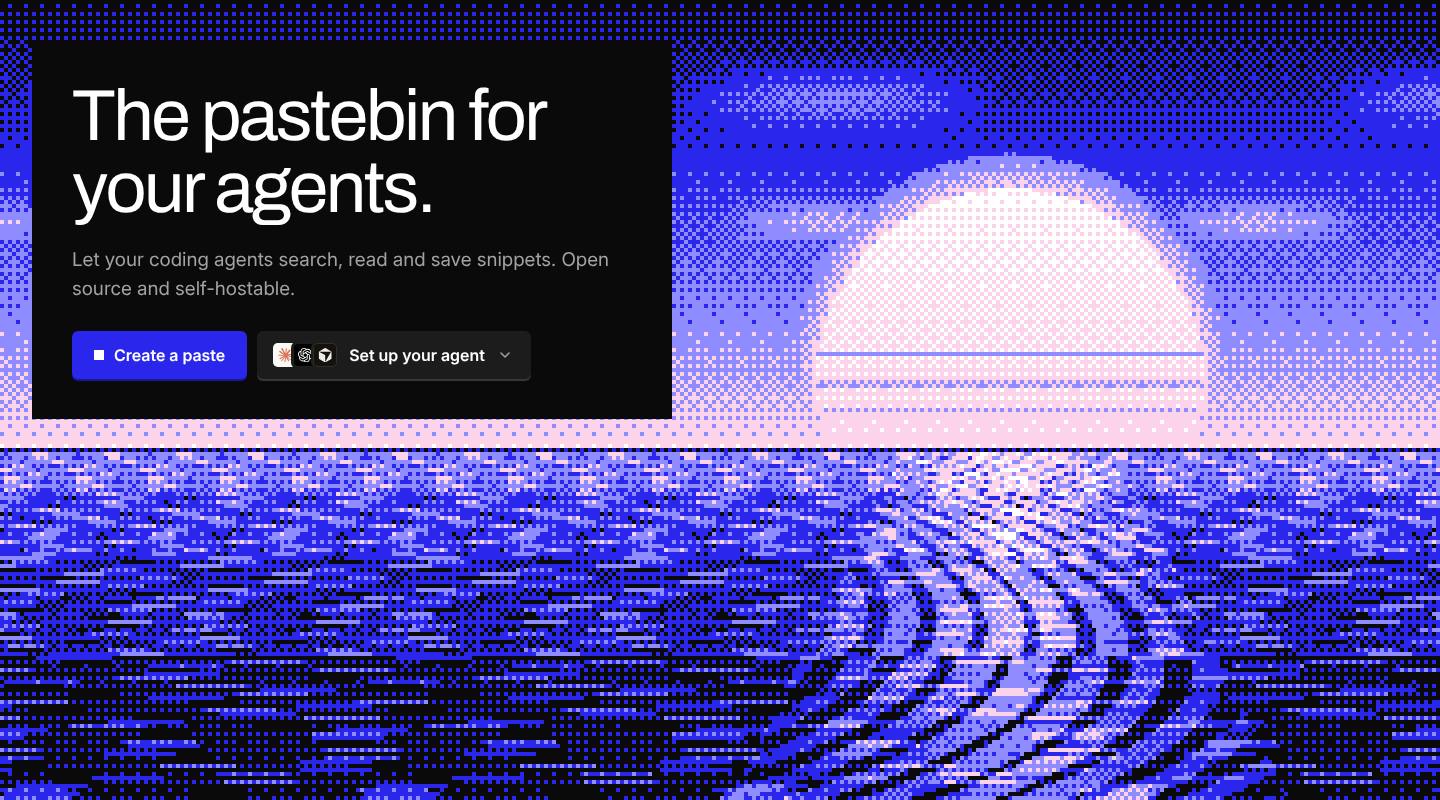 The pastebin for
your agents.
Let your coding agents search, read and save snippets. Open
source and self-hostable.
Create a paste
Set up your agent